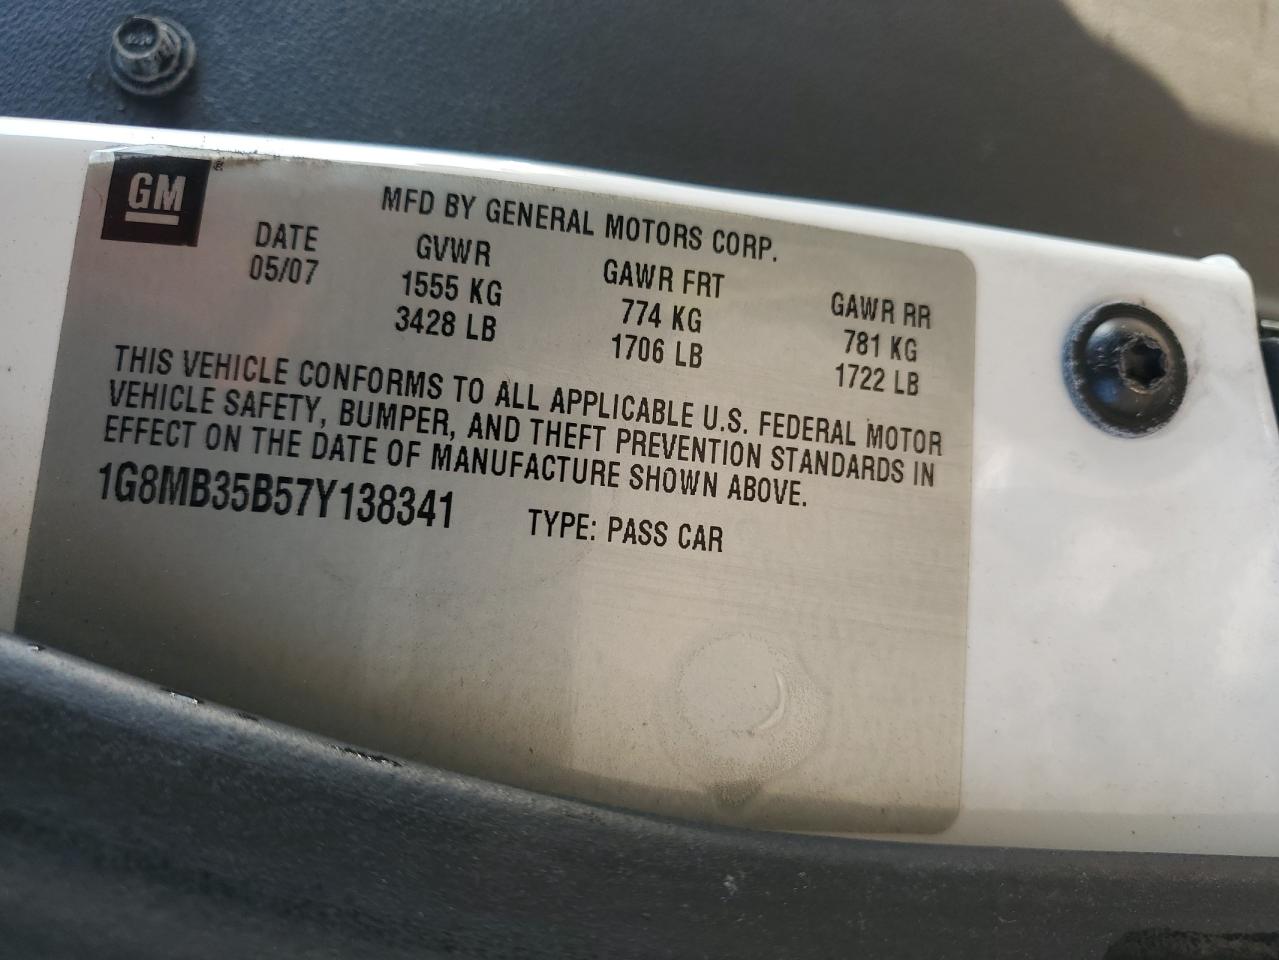 GM
MFD BY GENERAL MOTORS CORP.
DATE GVWR GAWR FRT GAWR RR
05/07 1555 KG 774 KG 781 KG
3428 LB 1706 LB 1722 LB
THIS VEHICLE CONFORMS TO ALL APPLICABLE U.S. FEDERAL MOTOR
VEHICLE SAFETY, BUMPER, AND THEFT PREVENTION STANDARDS IN
EFFECT ON THE DATE OF MANUFACTURE SHOWN ABOVE.
1G8MB35B57Y138341 TYPE: PASS CAR